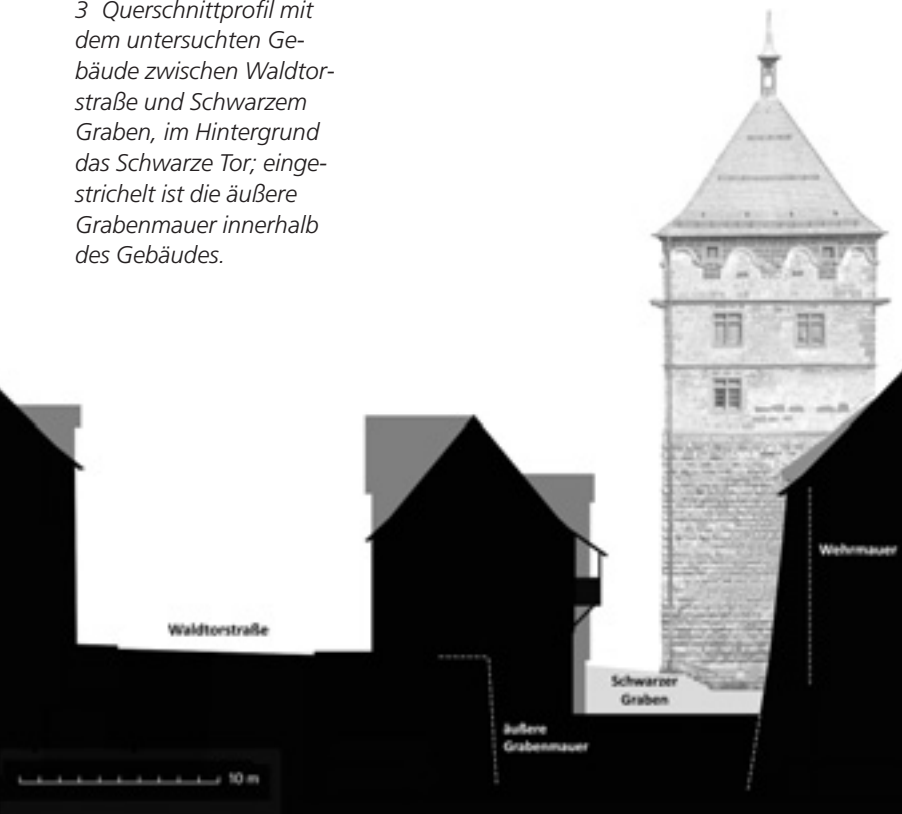 3 Querschnittprofil mit
dem untersuchten Ge-
bäude zwischen Waldtor-
straße und Schwarzem
Graben, im Hintergrund
das Schwarze Tor; einge-
strichelt ist die äußere
Grabenmauer innerhalb
des Gebäudes.
Wehrmauer
Waldtorstraße
Schwarzer
Graben
äußere
Grabenmauer
10 m